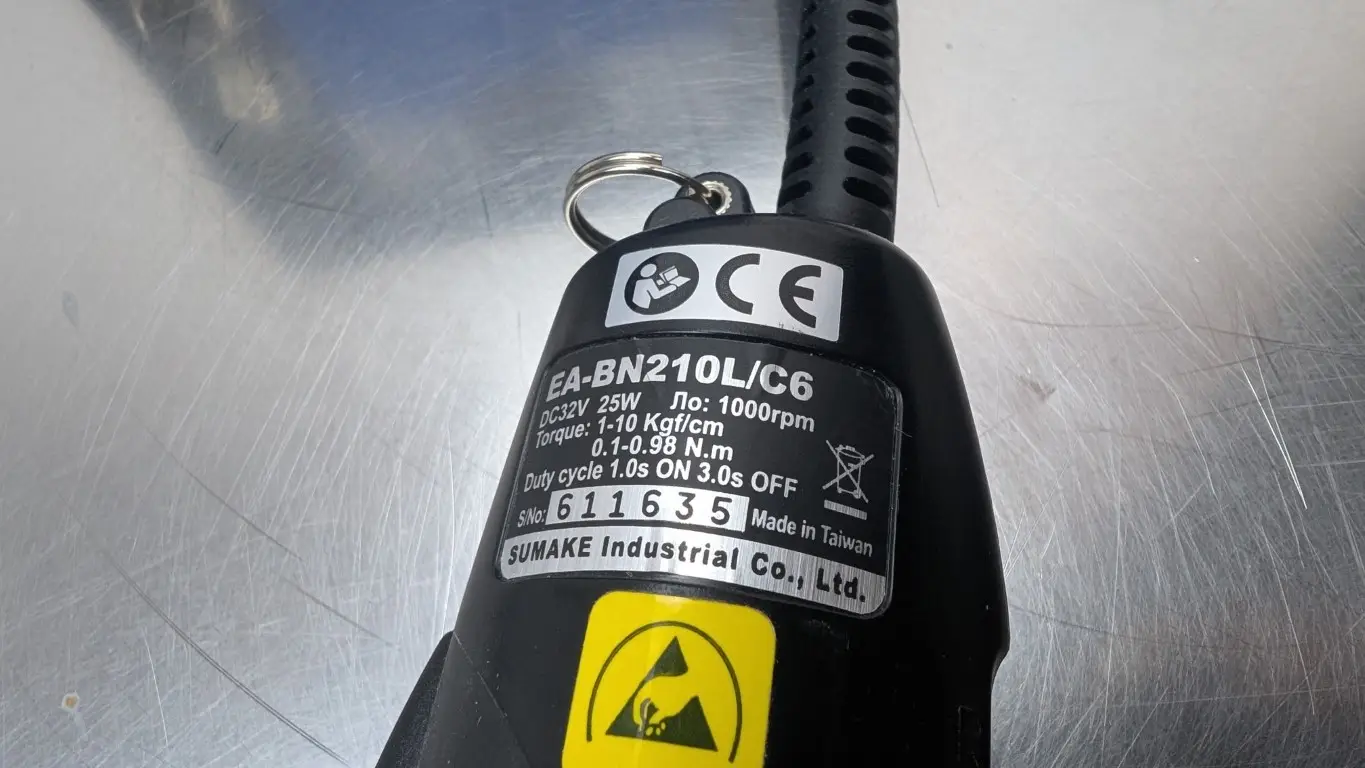 CE
EA-BN210L/C6
DC32V 25W Лo: 1000rpm
Torque: 1-10 Kgf/cm
0.1-0.98 N.m
Duty cycle 1.0s ON 3.0s OFF
S/No: 611635 Made in Taiwan
SUMAKE Industrial Co., Ltd.